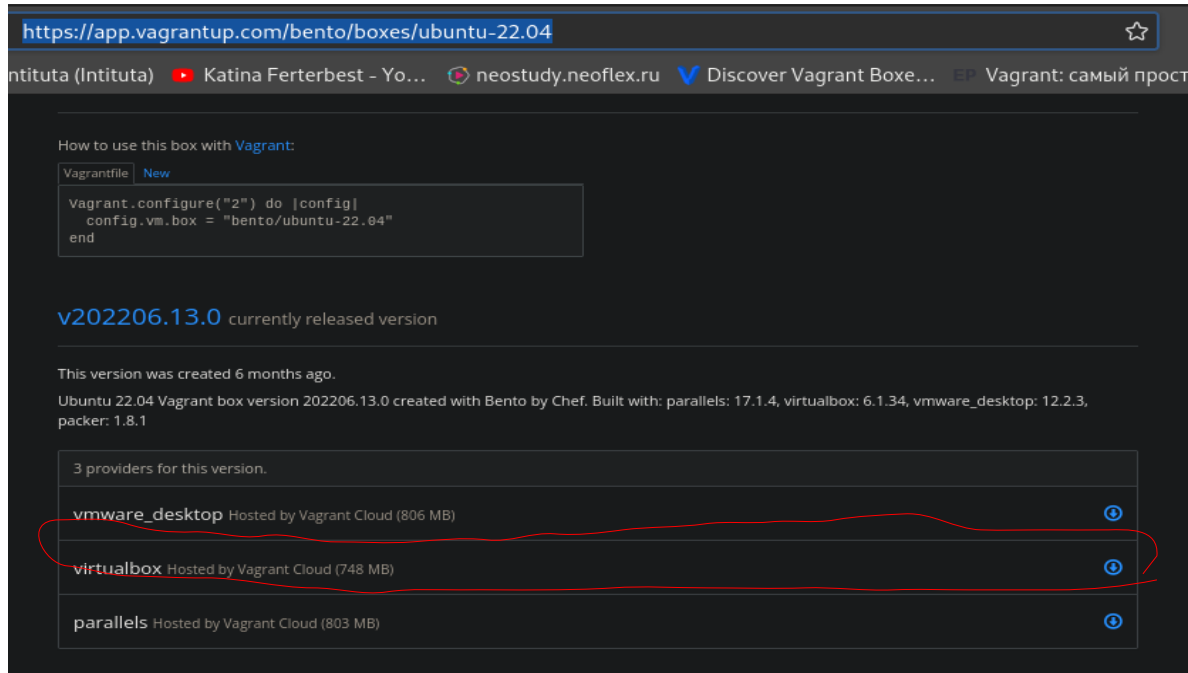 https://app.vagrantup.com/bento/boxes/ubuntu-22.04
ntituta (Intituta) Katina Ferterbest - Yo... neostudy.neoflex.ru Discover Vagrant Boxe... EP Vagrant: самый прост
How to use this box with Vagrant:
Vagrantfile New
Vagrant.configure("2") do |config|
  config.vm.box = "bento/ubuntu-22.04"
end
v202206.13.0 currently released version
This version was created 6 months ago.
Ubuntu 22.04 Vagrant box version 202206.13.0 created with Bento by Chef. Built with: parallels: 17.1.4, virtualbox: 6.1.34, vmware_desktop: 12.2.3,
packer: 1.8.1
3 providers for this version.
vmware_desktop Hosted by Vagrant Cloud (806 MB)
virtualbox Hosted by Vagrant Cloud (748 MB)
parallels Hosted by Vagrant Cloud (803 MB)